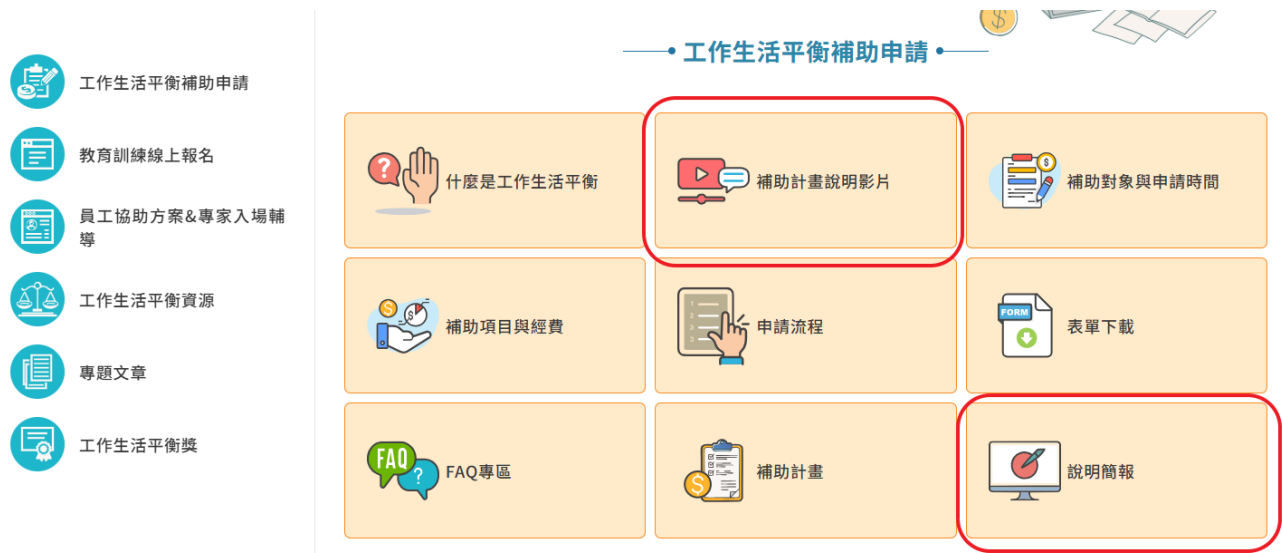 工作生活平衡補助申請
教育訓練線上報名
員工協助方案&專家入場輔
導
工作生活平衡資源
專題文章
工作生活平衡獎
工作生活平衡補助申請
什麼是工作生活平衡
補助計畫說明影片
補助對象與申請時間
補助項目與經費
申請流程
FORM
表單下載
FAQ
FAQ專區
補助計畫
說明簡報